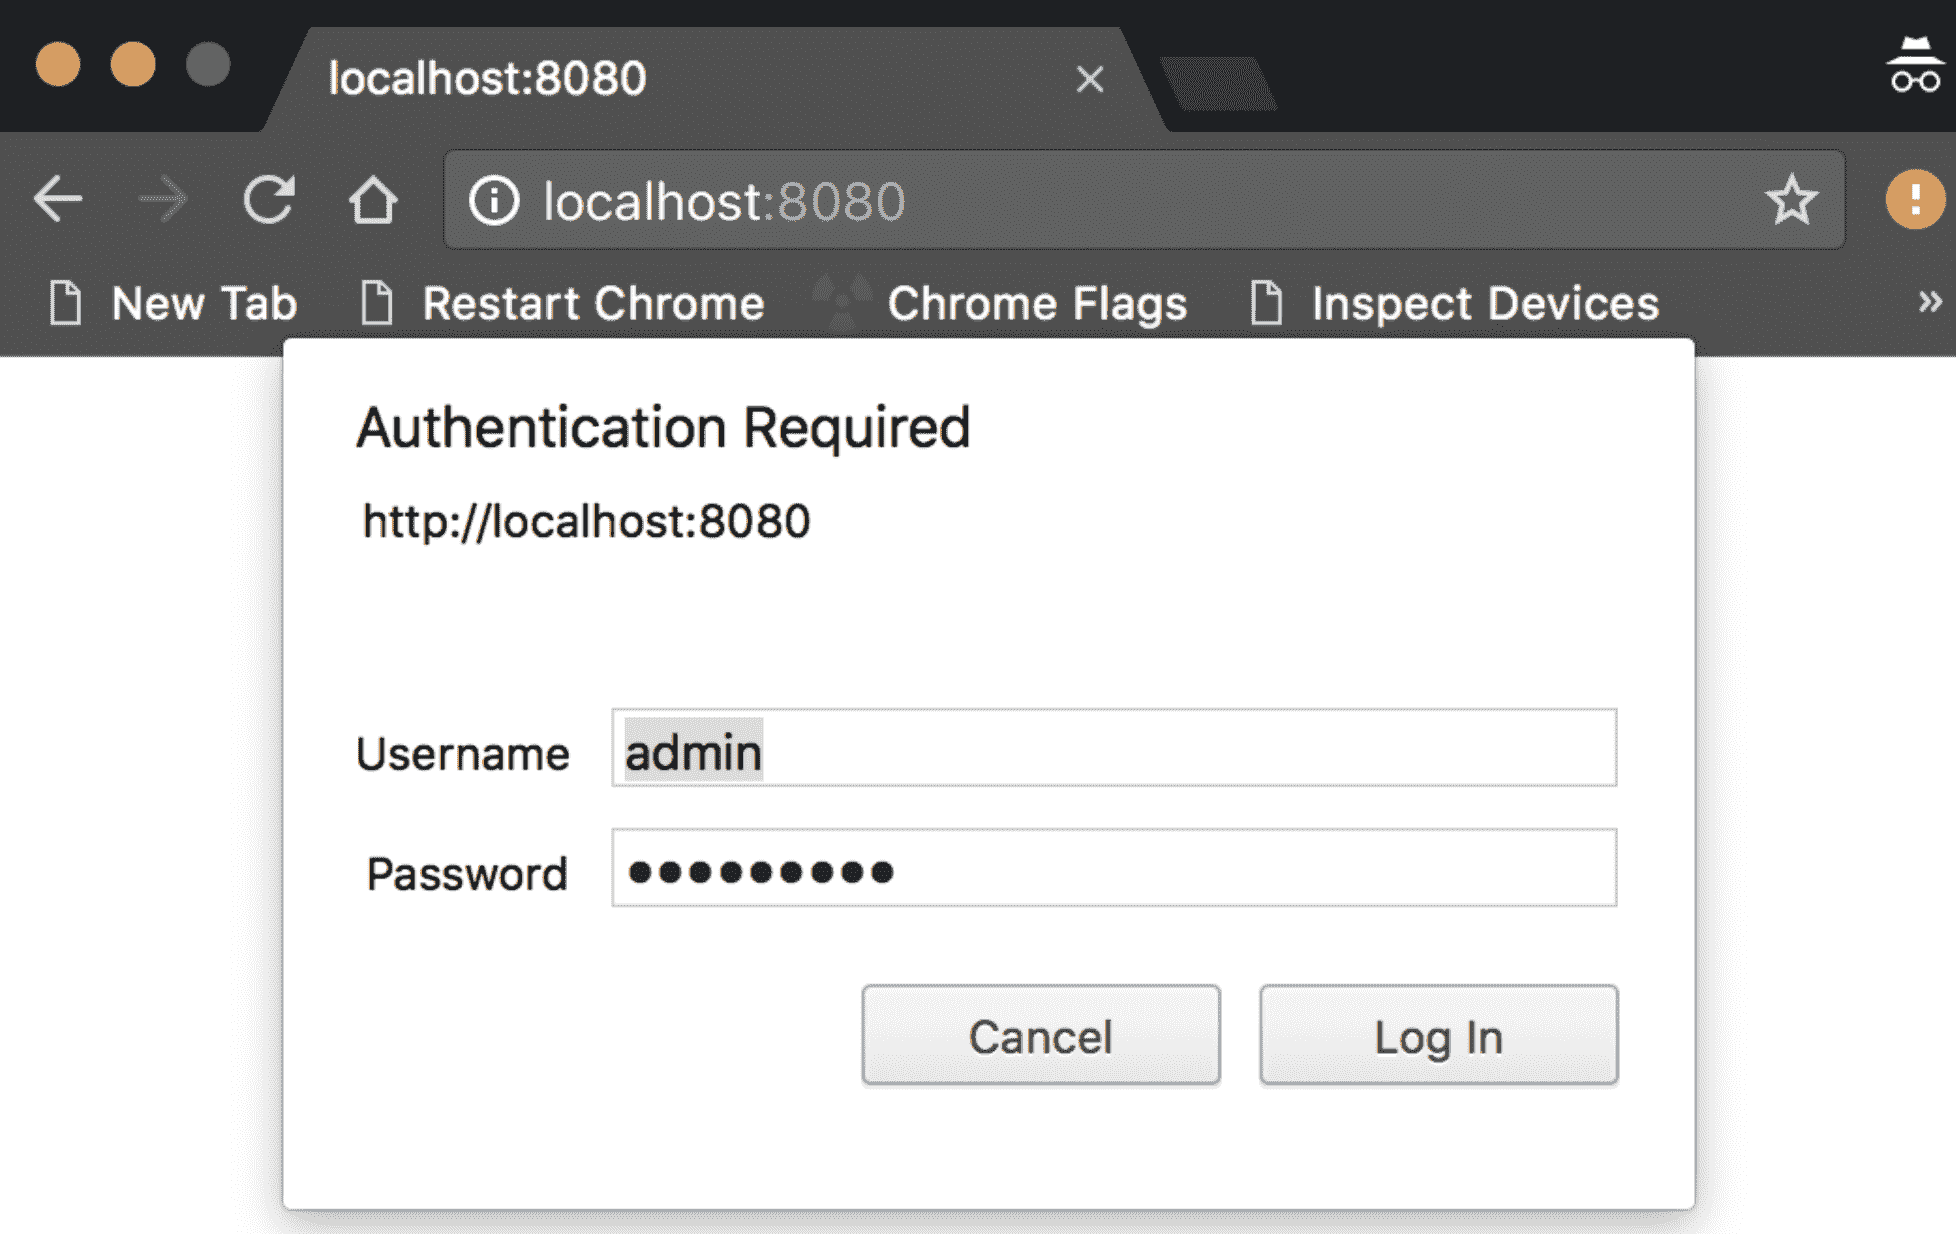 localhost:8080
localhost:8080
New Tab Restart Chrome Chrome Flags Inspect Devices »
Authentication Required
http://localhost:8080
Username admin
Password •••••••••
Cancel Log In